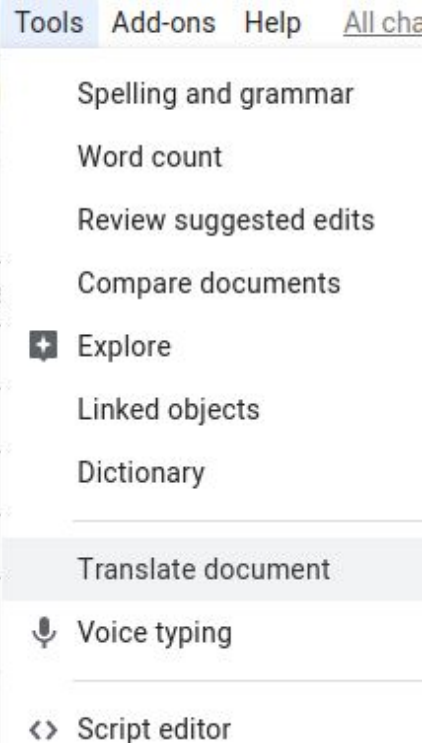 Tools Add-ons Help All cha
Spelling and grammar
Word count
Review suggested edits
Compare documents
Explore
Linked objects
Dictionary
Translate document
Voice typing
<> Script editor